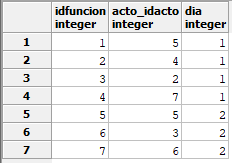 idfuncion acto_idacto dia
integer integer integer
1 1 5 1
2 2 4 1
3 3 2 1
4 4 7 1
5 5 5 2
6 6 3 2
7 7 6 2